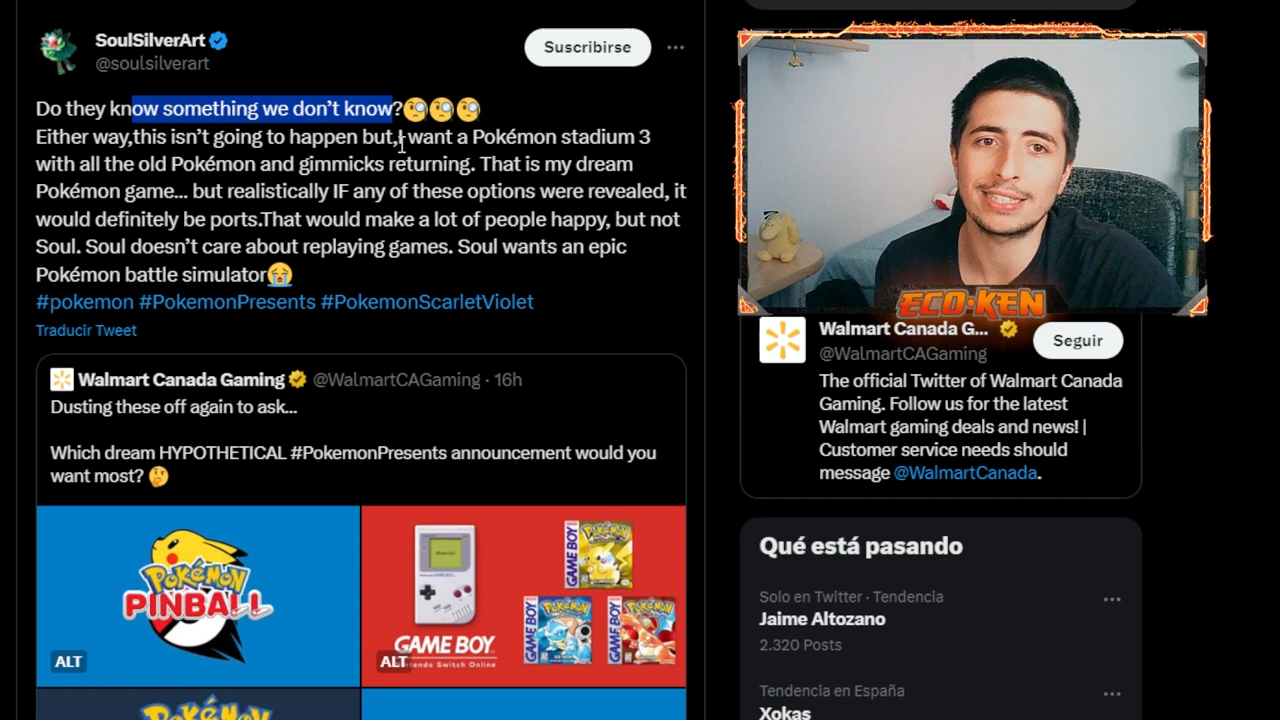 SoulSilverArt
@soulsilverart
Suscribirse
Do they know something we don't know?🧐🧐🧐
Either way,this isn't going to happen but,I want a Pokémon stadium 3
with all the old Pokémon and gimmicks returning. That is my dream
Pokémon game... but realistically IF any of these options were revealed, it
would definitely be ports.That would make a lot of people happy, but not
Soul. Soul doesn't care about replaying games. Soul wants an epic
Pokémon battle simulator😭
#pokemon #PokemonPresents #PokemonScarletViolet
Traducir Tweet
Walmart Canada Gaming @WalmartCAGaming · 16h
Dusting these off again to ask...
Which dream HYPOTHETICAL #PokemonPresents announcement would you
want most? 🤔
POKéMON
PINBALL
ALT
GAME BOY
Nintendo Switch Online
GAME BOY
GAME BOY
GAME BOY
ALT
POKéMON
ECO·KEN
Walmart Canada G...
@WalmartCAGaming
Seguir
The official Twitter of Walmart Canada
Gaming. Follow us for the latest
Walmart gaming deals and news! |
Customer service needs should
message @WalmartCanada.
Qué está pasando
Solo en Twitter · Tendencia
Jaime Altozano
2.320 Posts
Tendencia en España
Xokas